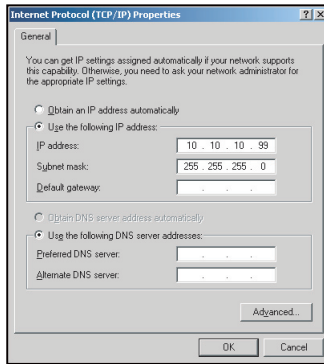 Internet Protocol (TCP/IP) Properties
General
You can get IP settings assigned automatically if your network supports
this capability. Otherwise, you need to ask your network administrator for
the appropriate IP settings.
Obtain an IP address automatically
Use the following IP address:
IP address: 10 . 10 . 10 . 99
Subnet mask: 255 . 255 . 255 . 0
Default gateway: . . .
Obtain DNS server address automatically
Use the following DNS server addresses:
Preferred DNS server: . . .
Alternate DNS server: . . .
Advanced...
OK Cancel